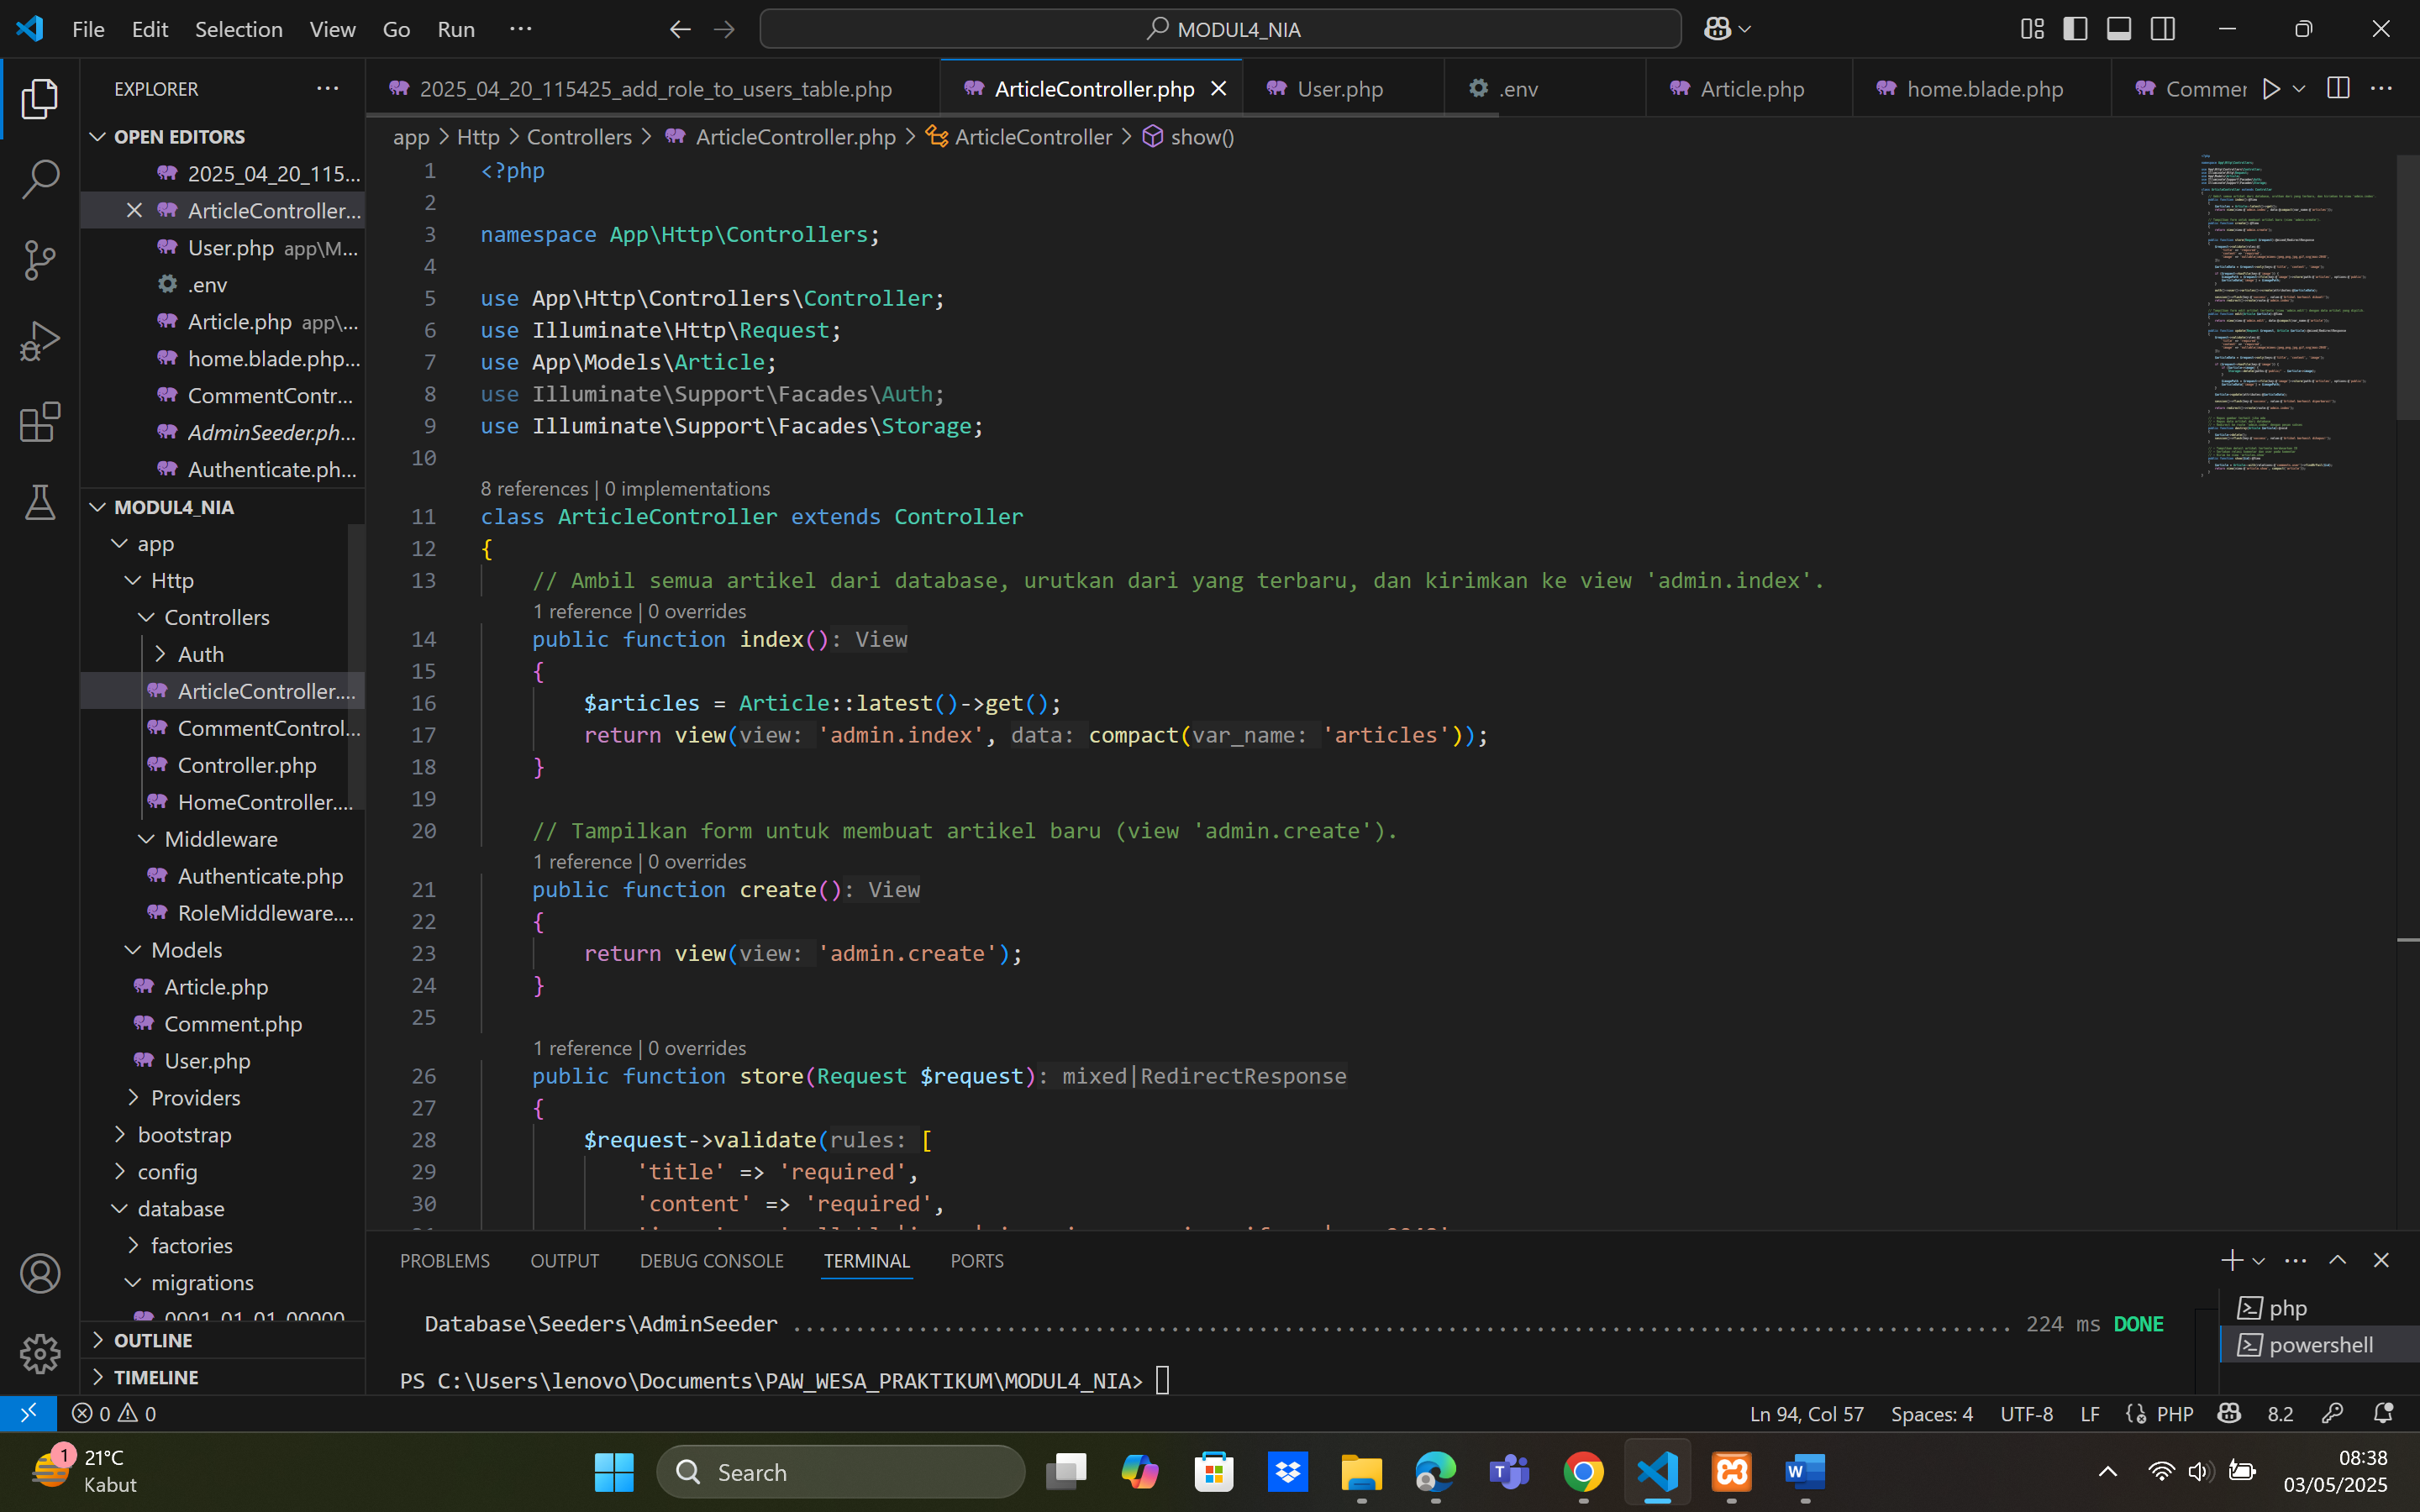 File Edit Selection View Go Run ...
MODUL4_NIA
EXPLORER
OPEN EDITORS
2025_04_20_115...
ArticleController...
User.php app\M...
.env
Article.php app\...
home.blade.php...
CommentContr...
AdminSeeder.ph...
Authenticate.ph...
MODUL4_NIA
app
Http
Controllers
Auth
ArticleController....
CommentControl...
Controller.php
HomeController....
Middleware
Authenticate.php
RoleMiddleware....
Models
Article.php
Comment.php
User.php
Providers
bootstrap
config
database
factories
migrations
0001_01_01_00000
OUTLINE
TIMELINE
2025_04_20_115425_add_role_to_users_table.php ArticleController.php User.php .env Article.php home.blade.php Commer
app > Http > Controllers > ArticleController.php > ArticleController > show()
1 <?php
2
3 namespace App\Http\Controllers;
4
5 use App\Http\Controllers\Controller;
6 use Illuminate\Http\Request;
7 use App\Models\Article;
8 use Illuminate\Support\Facades\Auth;
9 use Illuminate\Support\Facades\Storage;
10
8 references | 0 implementations
11 class ArticleController extends Controller
12 {
13 // Ambil semua artikel dari database, urutkan dari yang terbaru, dan kirimkan ke view 'admin.index'.
1 reference | 0 overrides
14 public function index(): View
15 {
16 $articles = Article::latest()->get();
17 return view(view: 'admin.index', data: compact(var_name: 'articles'));
18 }
19
20 // Tampilkan form untuk membuat artikel baru (view 'admin.create').
1 reference | 0 overrides
21 public function create(): View
22 {
23 return view(view: 'admin.create');
24 }
25
1 reference | 0 overrides
26 public function store(Request $request): mixed|RedirectResponse
27 {
28 $request->validate(rules: [
29 'title' => 'required',
30 'content' => 'required',
PROBLEMS OUTPUT DEBUG CONSOLE TERMINAL PORTS
Database\Seeders\AdminSeeder ........ 224 ms DONE
PS C:\Users\lenovo\Documents\PAW_WESA_PRAKTIKUM\MODUL4_NIA>
php
powershell
0 0
Ln 94, Col 57 Spaces: 4 UTF-8 LF PHP 8.2
1
21°C
Kabut
Search
08:38
03/05/2025